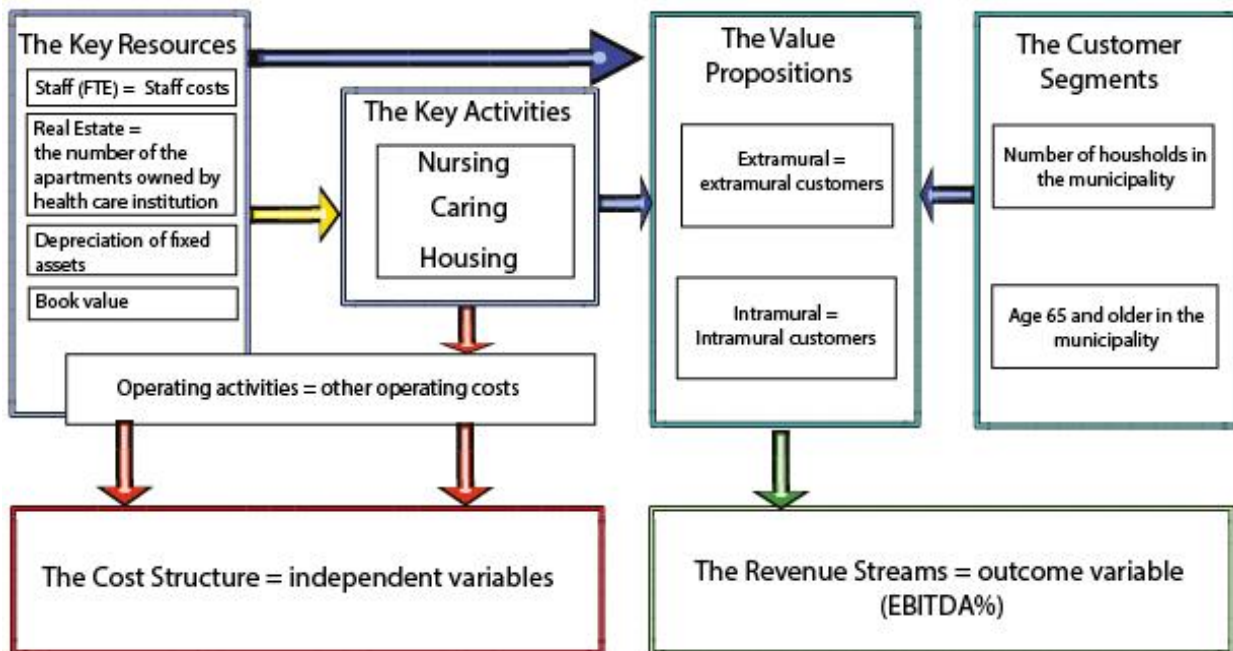 The Key Resources
Staff (FTE) = Staff costs
Real Estate =
the number of the
apartments owned by
health care institution
Depreciation of fixed
assets
Book value
The Key Activities
Nursing
Caring
Housing
Operating activities = other operating costs
The Value
Propositions
Extramural =
extramural customers
Intramural =
Intramural customers
The Customer
Segments
Number of housholds in
the municipality
Age 65 and older in the
municipality
The Cost Structure = independent variables
The Revenue Streams = outcome variable
(EBITDA%)